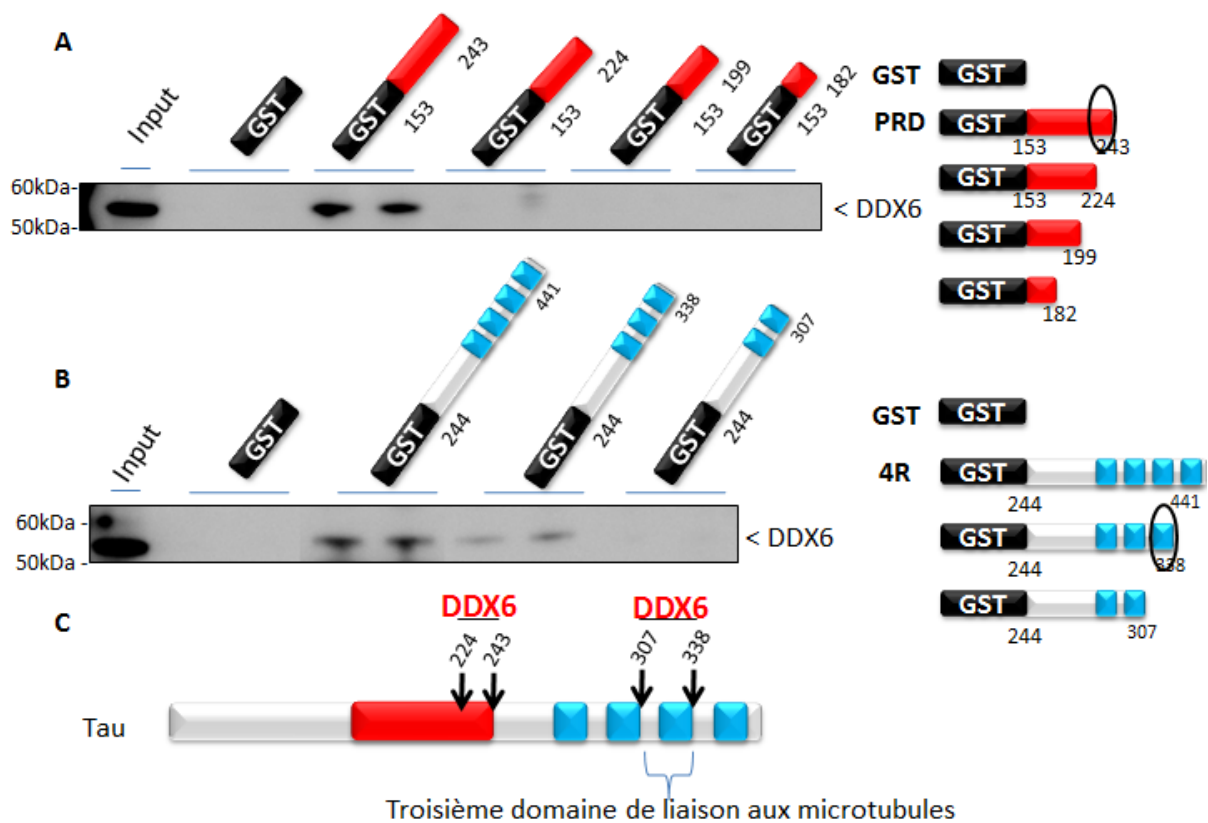 A
Input
GST
GST
153
243
GST
153
224
GST
153
199
GST
153
182
60kDa-
50kDa-
< DDX6
GST GST
PRD GST
153 243
GST
153 224
GST
199
GST
182
B
Input
GST
GST
244
441
GST
244
338
GST
244
307
60kDa -
50kDa -
< DDX6
GST GST
4R GST
244 441
GST
244 338
GST
244 307
C
DDX6 DDX6
224 243 307 338
Tau
Troisième domaine de liaison aux microtubules